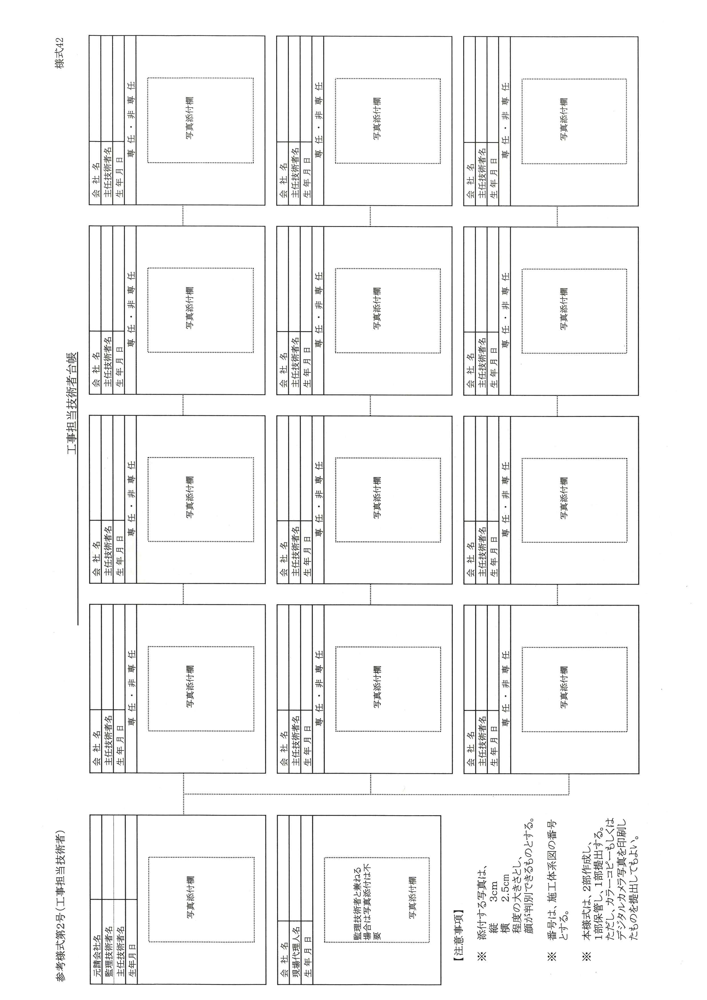 参考様式第2号(工事担当技術者)
様式42
工事担当技術者台帳
元請会社名
監理技術者名
主任技術者名
生年月日
写真添付欄
会 社 名
主任技術者名
生 年 月 日
専 任 ・ 非 専 任
写真添付欄
会 社 名
主任技術者名
生 年 月 日
専 任 ・ 非 専 任
写真添付欄
会 社 名
主任技術者名
生 年 月 日
専 任 ・ 非 専 任
写真添付欄
会 社 名
主任技術者名
生 年 月 日
専 任 ・ 非 専 任
写真添付欄
会 社 名
現場代理人名
生 年 月 日
監理技術者と兼ねる
場合は写真添付は不
要
写真添付欄
会 社 名
主任技術者名
生 年 月 日
専 任 ・ 非 専 任
写真添付欄
会 社 名
主任技術者名
生 年 月 日
専 任 ・ 非 専 任
写真添付欄
会 社 名
主任技術者名
生 年 月 日
専 任 ・ 非 専 任
写真添付欄
会 社 名
主任技術者名
生 年 月 日
専 任 ・ 非 専 任
写真添付欄
【注意事項】
※ 添付する写真は、
縦 3cm
横 2.5cm
程度の大きさとし、
顔が判別できるものとする。
※ 番号は、施工体系図の番号
とする。
※ 本様式は、2部作成し、
1部保管し、1部提出する。
ただし、カラーコピーもしくは
デジタルカメラ写真を印刷し
たものを提出してもよい。
会 社 名
主任技術者名
生 年 月 日
専 任 ・ 非 専 任
写真添付欄
会 社 名
主任技術者名
生 年 月 日
専 任 ・ 非 専 任
写真添付欄
会 社 名
主任技術者名
生 年 月 日
専 任 ・ 非 専 任
写真添付欄
会 社 名
主任技術者名
生 年 月 日
専 任 ・ 非 専 任
写真添付欄